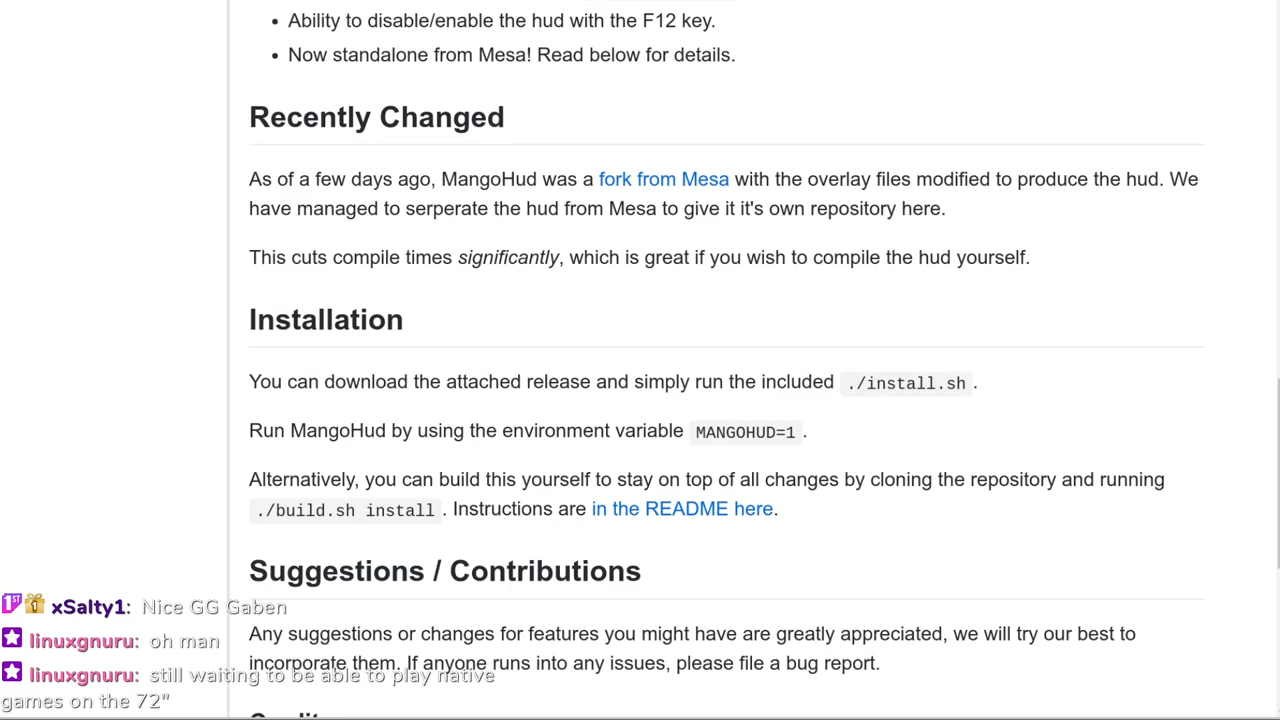 Ability to disable/enable the hud with the F12 key.
Now standalone from Mesa! Read below for details.
Recently Changed
As of a few days ago, MangoHud was a fork from Mesa with the overlay files modified to produce the hud. We
have managed to serperate the hud from Mesa to give it it's own repository here.
This cuts compile times significantly, which is great if you wish to compile the hud yourself.
Installation
You can download the attached release and simply run the included ./install.sh.
Run MangoHud by using the environment variable MANGOHUD=1.
Alternatively, you can build this yourself to stay on top of all changes by cloning the repository and running
./build.sh install. Instructions are in the README here.
Suggestions / Contributions
Any suggestions or changes for features you might have are greatly appreciated, we will try our best to
incorporate them. If anyone runs into any issues, please file a bug report.
1ST xSalty1: Nice GG Gaben
linuxgnuru: oh man
linuxgnuru: still waiting to be able to play native
games on the 72"